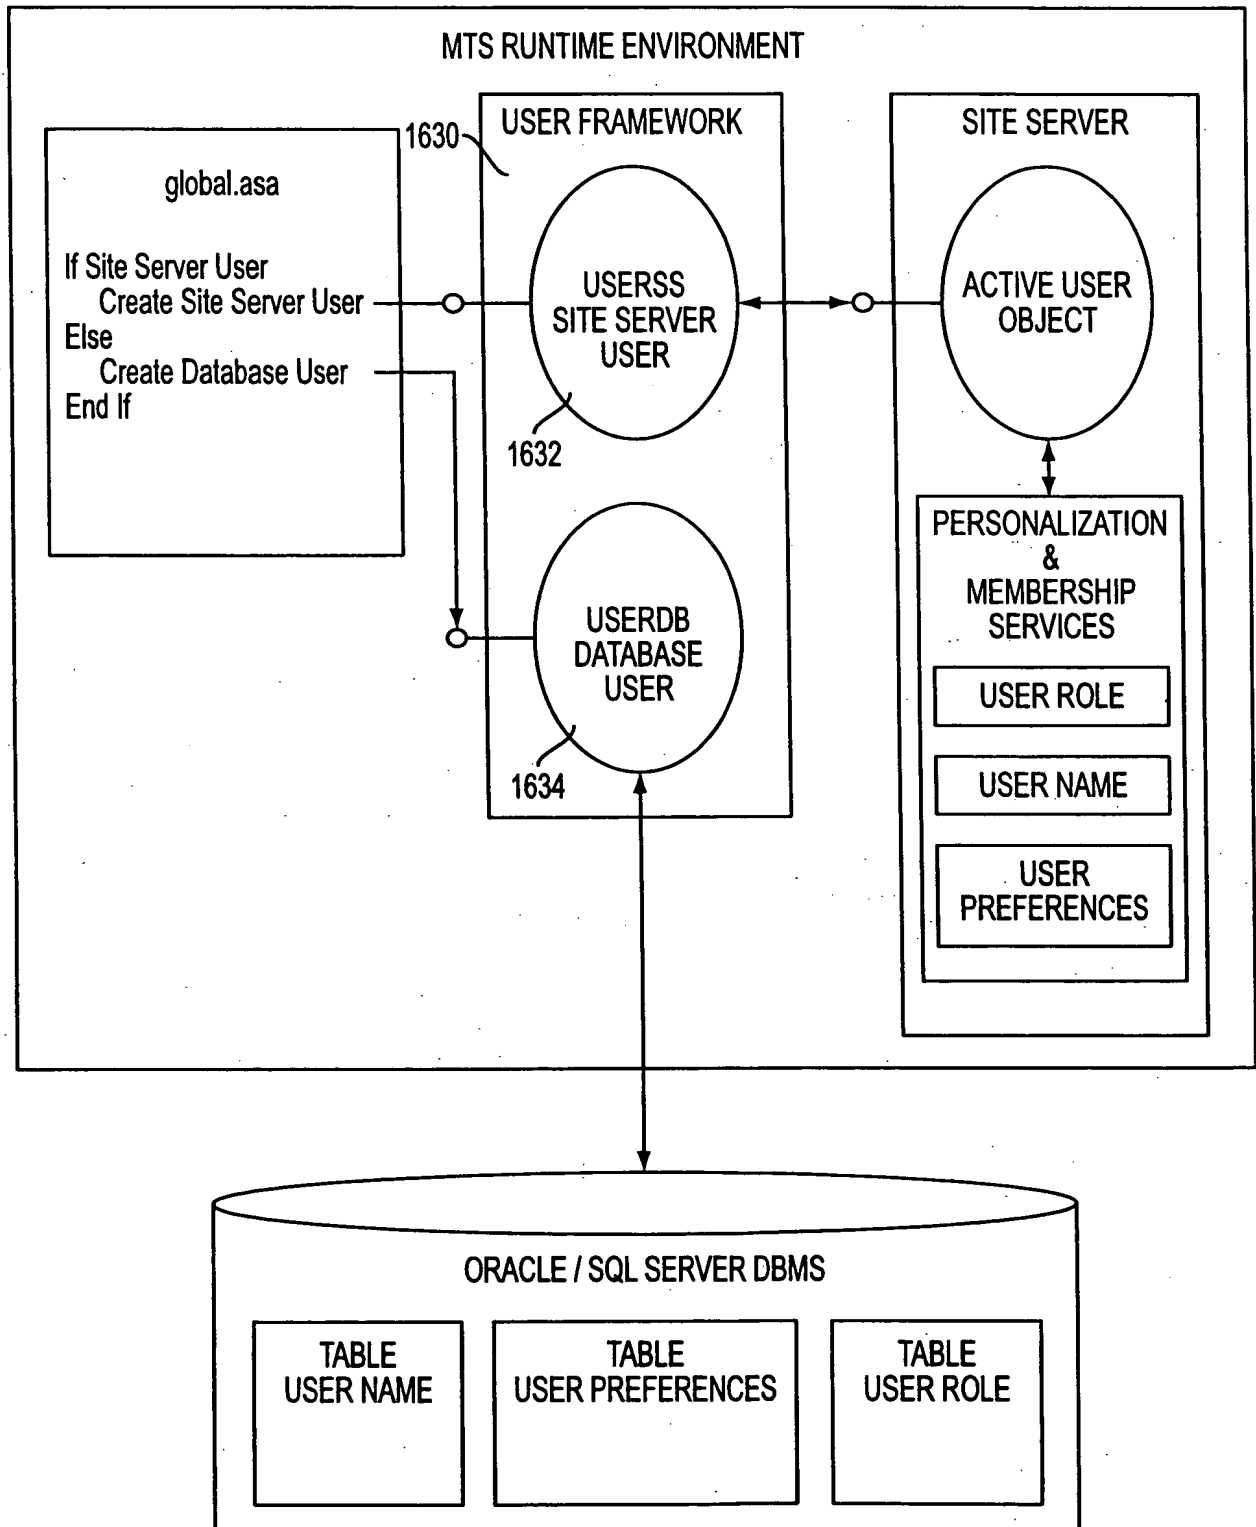 MTS RUNTIME ENVIRONMENT
global.asa
If Site Server User
Create Site Server User
Else
Create Database User
End If
USER FRAMEWORK
1630
USERSS
SITE SERVER
USER
1632
USERDB
DATABASE
USER
1634
SITE SERVER
ACTIVE USER
OBJECT
PERSONALIZATION
&
MEMBERSHIP
SERVICES
USER ROLE
USER NAME
USER
PREFERENCES
ORACLE / SQL SERVER DBMS
TABLE
USER NAME
TABLE
USER PREFERENCES
TABLE
USER ROLE